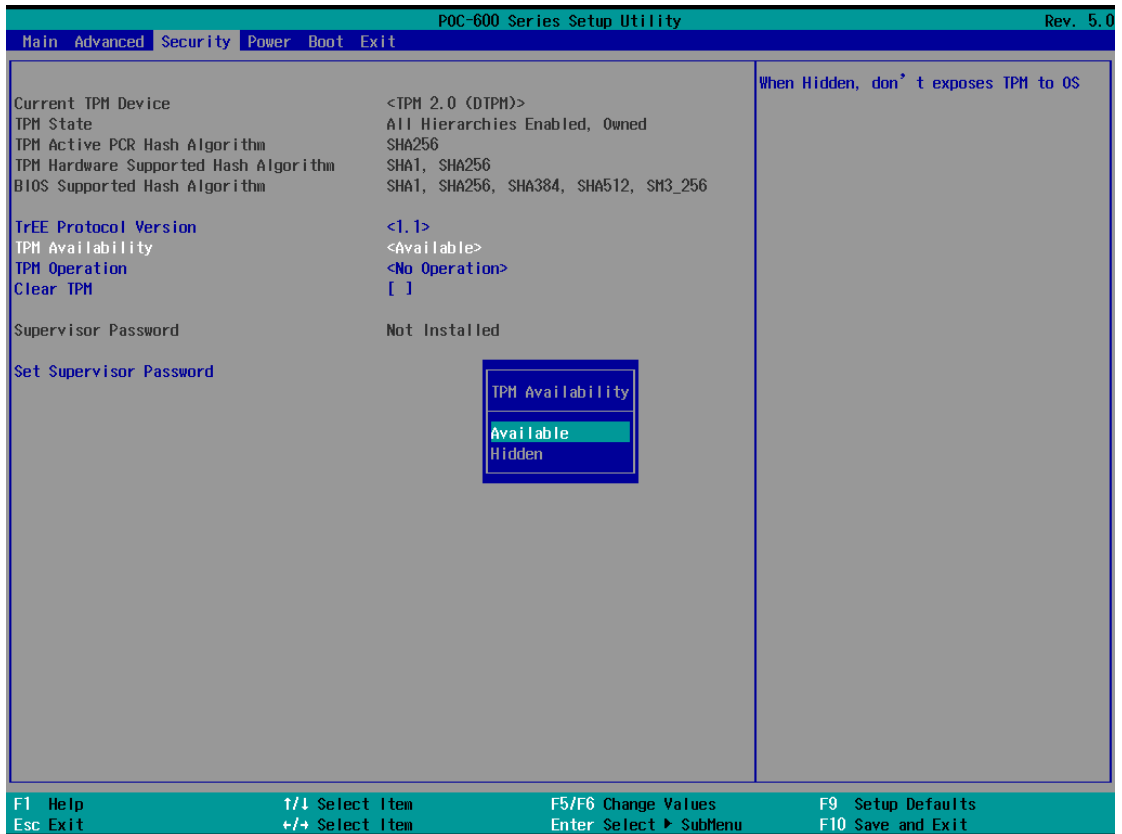 POC-600 Series Setup Utility Rev. 5.0
Main Advanced Security Power Boot Exit
When Hidden, don’t exposes TPM to OS
Current TPM Device <TPM 2.0 (DTPM)>
TPM State All Hierarchies Enabled, Owned
TPM Active PCR Hash Algorithm SHA256
TPM Hardware Supported Hash Algorithm SHA1, SHA256
BIOS Supported Hash Algorithm SHA1, SHA256, SHA384, SHA512, SM3_256
TrEE Protocol Version <1.1>
TPM Availability <Available>
TPM Operation <No Operation>
Clear TPM [ ]
Supervisor Password Not Installed
Set Supervisor Password
TPM Availability
Available
Hidden
F1 Help ↑/↓ Select Item F5/F6 Change Values F9 Setup Defaults
Esc Exit ←/→ Select Item Enter Select ▶ SubMenu F10 Save and Exit